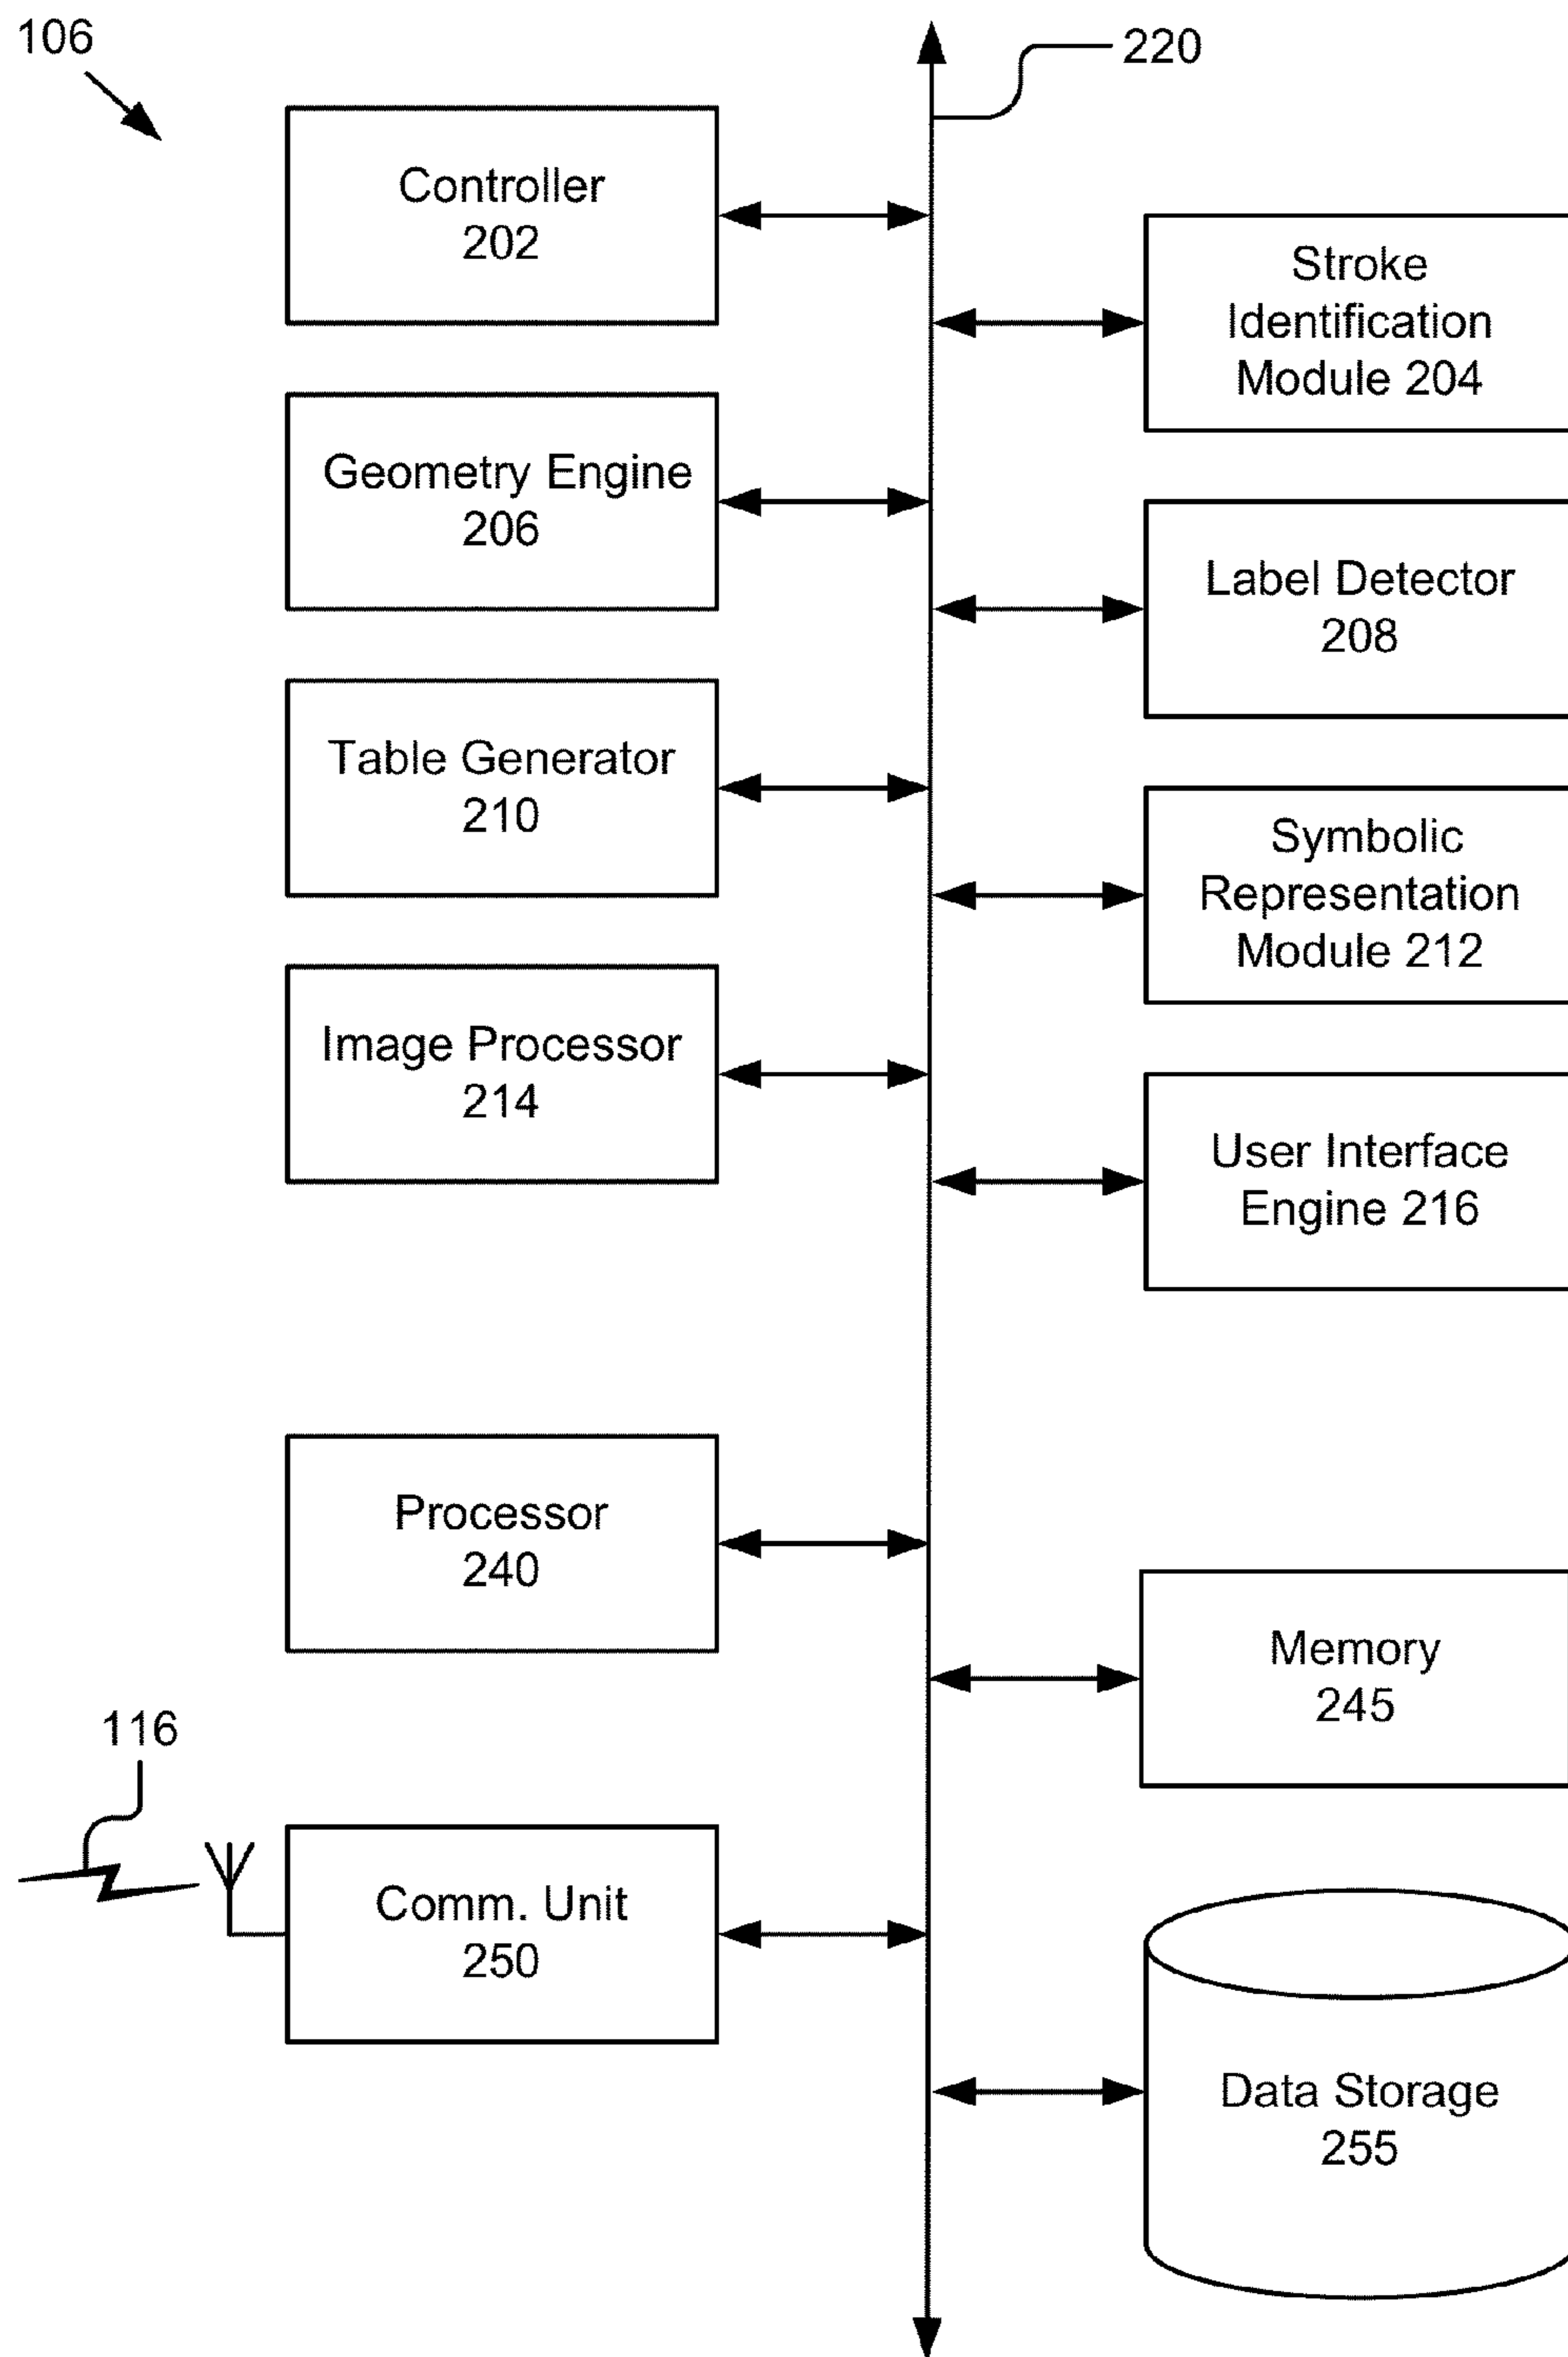 106
220
Controller
202
Stroke
Identification
Module 204
Geometry Engine
206
Label Detector
208
Table Generator
210
Symbolic
Representation
Module 212
Image Processor
214
User Interface
Engine 216
Processor
240
Memory
245
116
Comm. Unit
250
Data Storage
255